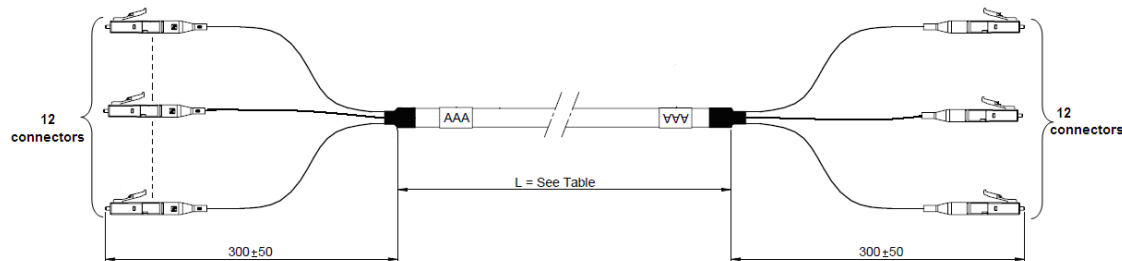 12
connectors
AAA
AAA
12
connectors
L = See Table
300±50
300±50